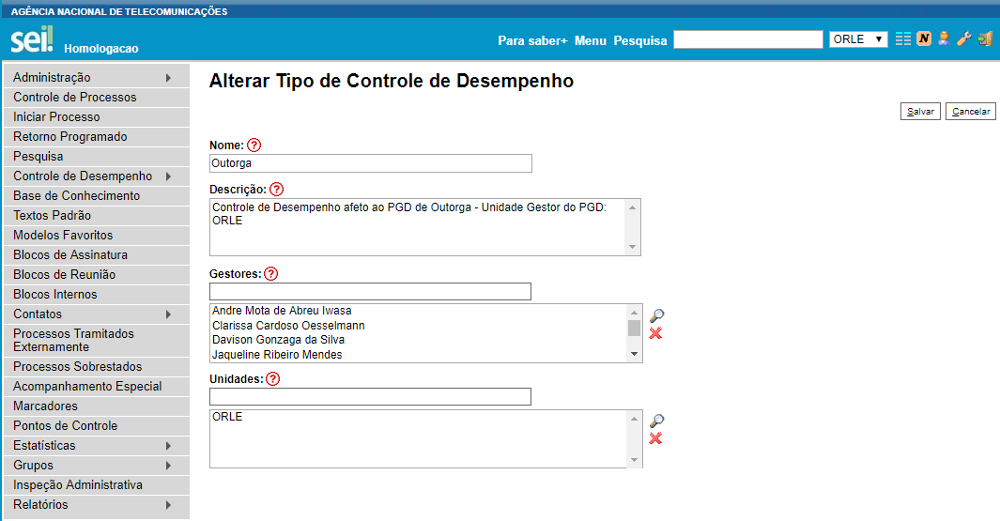 AGÊNCIA NACIONAL DE TELECOMUNICAÇÕES
sei! Homologacao
Para saber+ Menu Pesquisa ORLE N
Administração
Controle de Processos
Iniciar Processo
Retorno Programado
Pesquisa
Controle de Desempenho
Base de Conhecimento
Textos Padrão
Modelos Favoritos
Blocos de Assinatura
Blocos de Reunião
Blocos Internos
Contatos
Processos Tramitados
Externamente
Processos Sobrestados
Acompanhamento Especial
Marcadores
Pontos de Controle
Estatísticas
Grupos
Inspeção Administrativa
Relatórios
Alterar Tipo de Controle de Desempenho
Salvar Cancelar
Nome: ?
Outorga
Descrição: ?
Controle de Desempenho afeto ao PGD de Outorga - Unidade Gestor do PGD:
ORLE
Gestores: ?
Andre Mota de Abreu Iwasa
Clarissa Cardoso Oesselmann
Davison Gonzaga da Silva
Jaqueline Ribeiro Mendes
Unidades: ?
ORLE